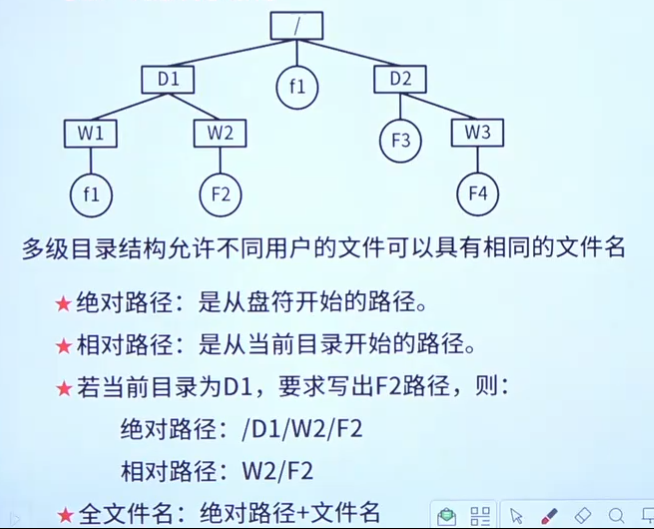 /
D1
f1
D2
W1
W2
F3
W3
f1
F2
F4
多级目录结构允许不同用户的文件可以具有相同的文件名
★绝对路径：是从盘符开始的路径。
★相对路径：是从当前目录开始的路径。
★若当前目录为D1，要求写出F2路径，则：
绝对路径：/D1/W2/F2
相对路径：W2/F2
★全文件名：绝对路径+文件名